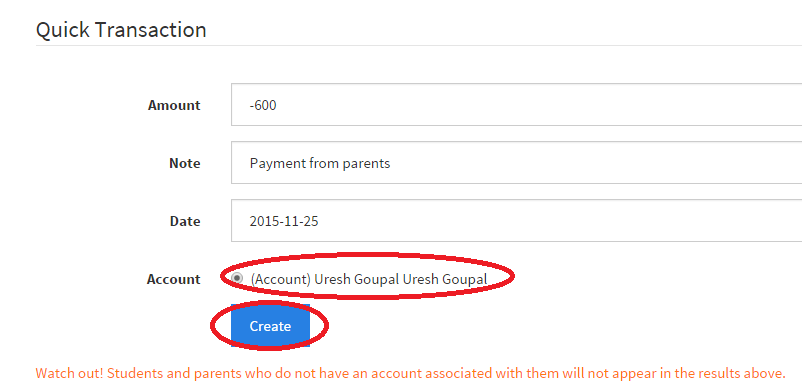 Quick Transaction
Amount -600
Note Payment from parents
Date 2015-11-25
Account (Account) Uresh Goupal Uresh Goupal
Create
Watch out! Students and parents who do not have an account associated with them will not appear in the results above.